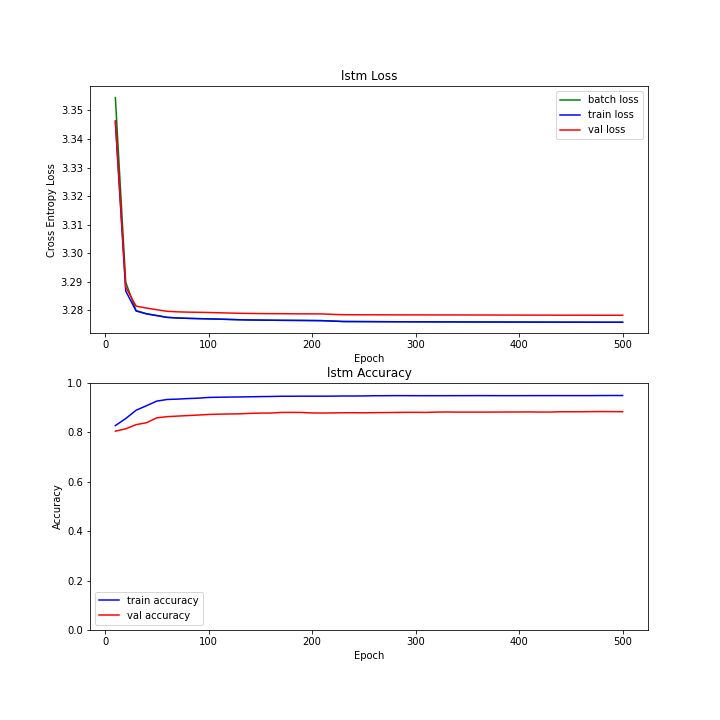 lstm Loss
3.35
3.34
3.33
3.32
3.31
3.30
3.29
3.28
Cross Entropy Loss
batch loss
train loss
val loss
0 100 200 300 400 500
Epoch
lstm Accuracy
1.0
0.8
0.6
0.4
0.2
0.0
Accuracy
train accuracy
val accuracy
0 100 200 300 400 500
Epoch